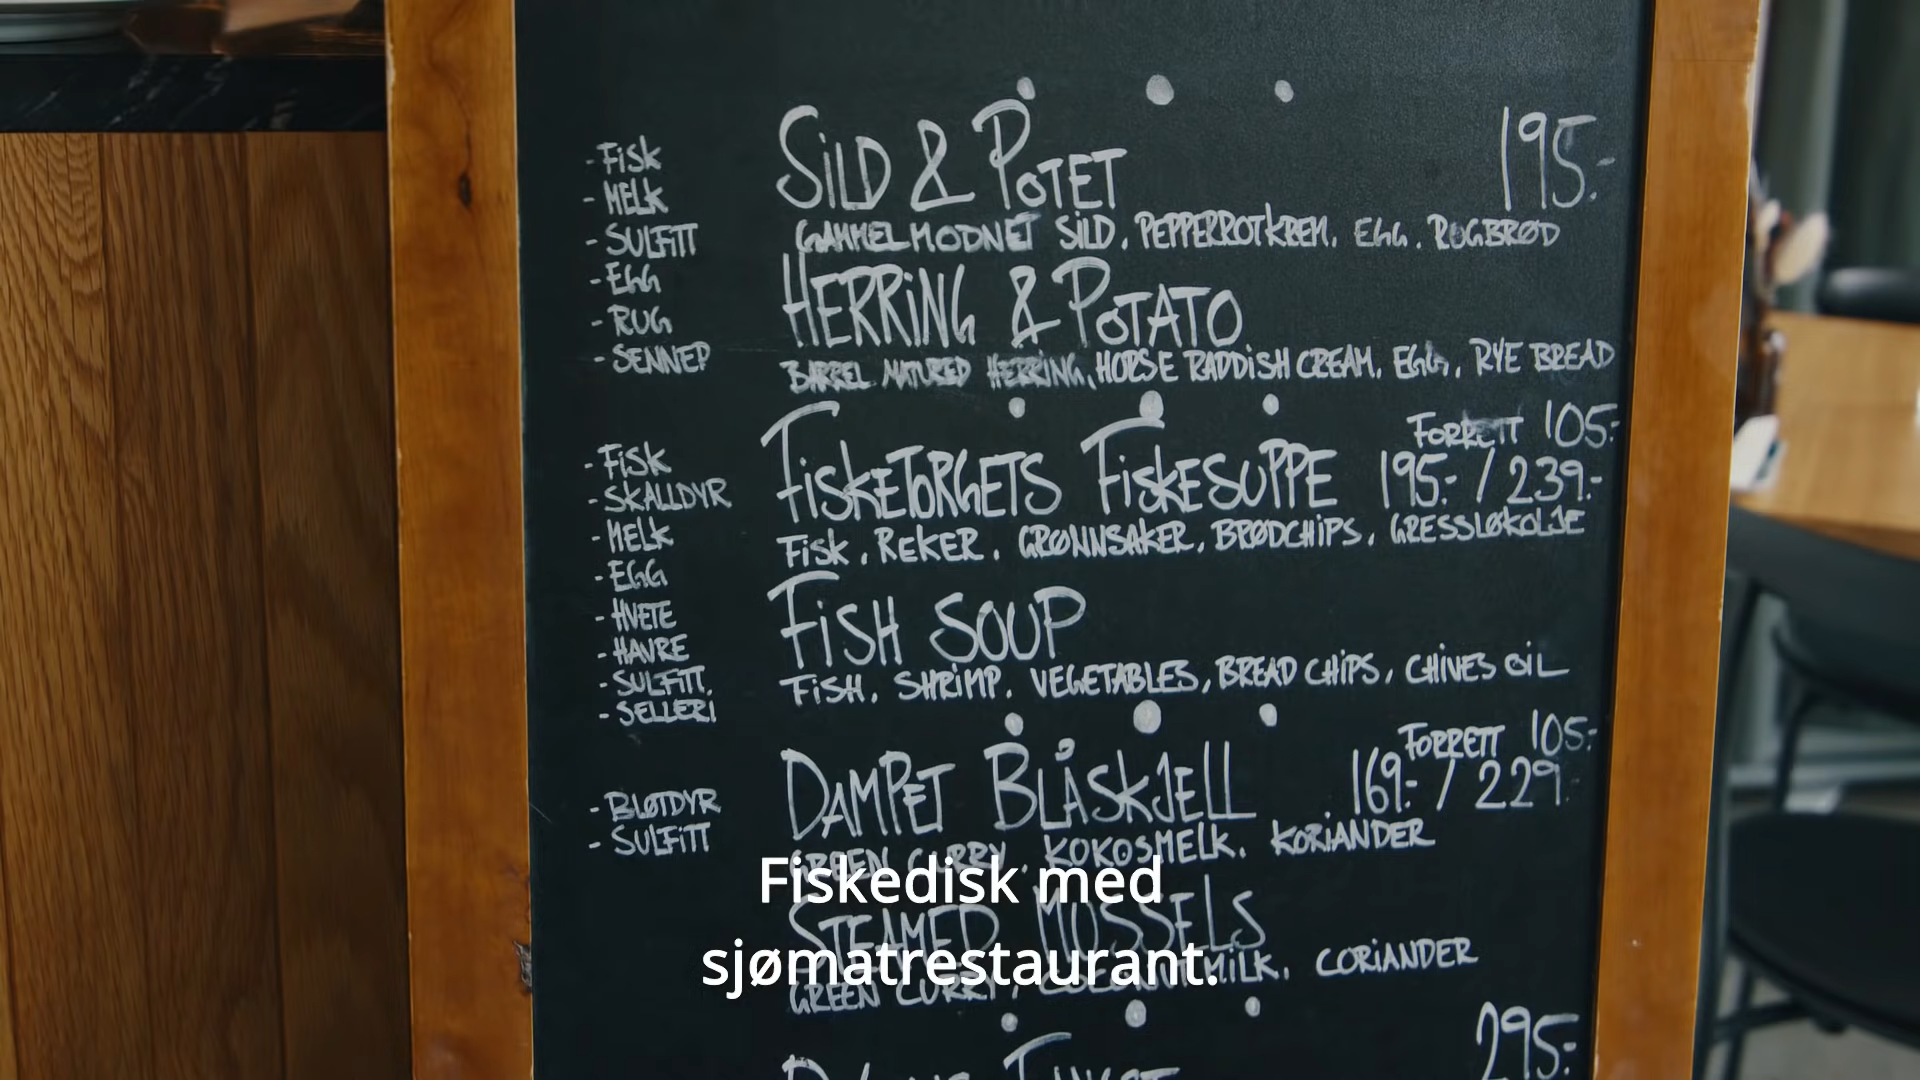 SILD & POTET 195.-
GAMMELMODNET SILD, PEPPERROTKREM, EGG, RUGBRØD
HERRING & POTATO
BARREL MATURED HERRING, HORSE RADDISH CREAM, EGG, RYE BREAD
- FISK
- MELK
- SULFITT
- EGG
- RUG
- SENNEP
FORRETT 105:-
FISKETORGETS FISKESUPPE 195:- / 239:-
FISK, REKER, GRØNNSAKER, BRØDCHIPS, GRESSLØKOLJE
FISH SOUP
FISH, SHRIMP, VEGETABLES, BREAD CHIPS, CHIVES OIL
- FISK
- SKALLDYR
- MELK
- EGG
- HVETE
- HAVRE
- SULFITT,
- SELLERI
FORRETT 105:-
DAMPET BLÅSKJELL 169:- / 229.-
GREEN CURRY, KOKOSMELK, KORIANDER
STEAMED MUSSELS
GREEN CURRY, COCONUT MILK, CORIANDER
- BLØTDYR
- SULFITT
295:-
Fiskedisk med
sjømatrestaurant.